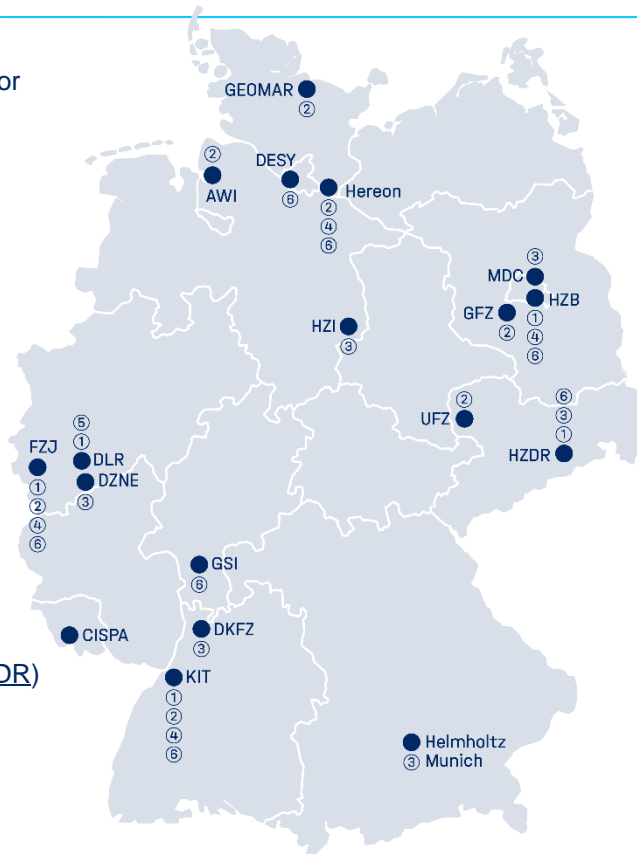 or
GEOMAR
②
②
AWI
DESY
⑥
Hereon
②
④
⑥
③
MDC
HZB
①
④
⑥
GFZ
②
HZI
③
②
UFZ
⑥
③
①
HZDR
⑤
①
DLR
FZJ
①
②
④
⑥
DZNE
③
GSI
⑥
CISPA
DKFZ
③
DR)
KIT
①
②
④
⑥
Helmholtz
③ Munich